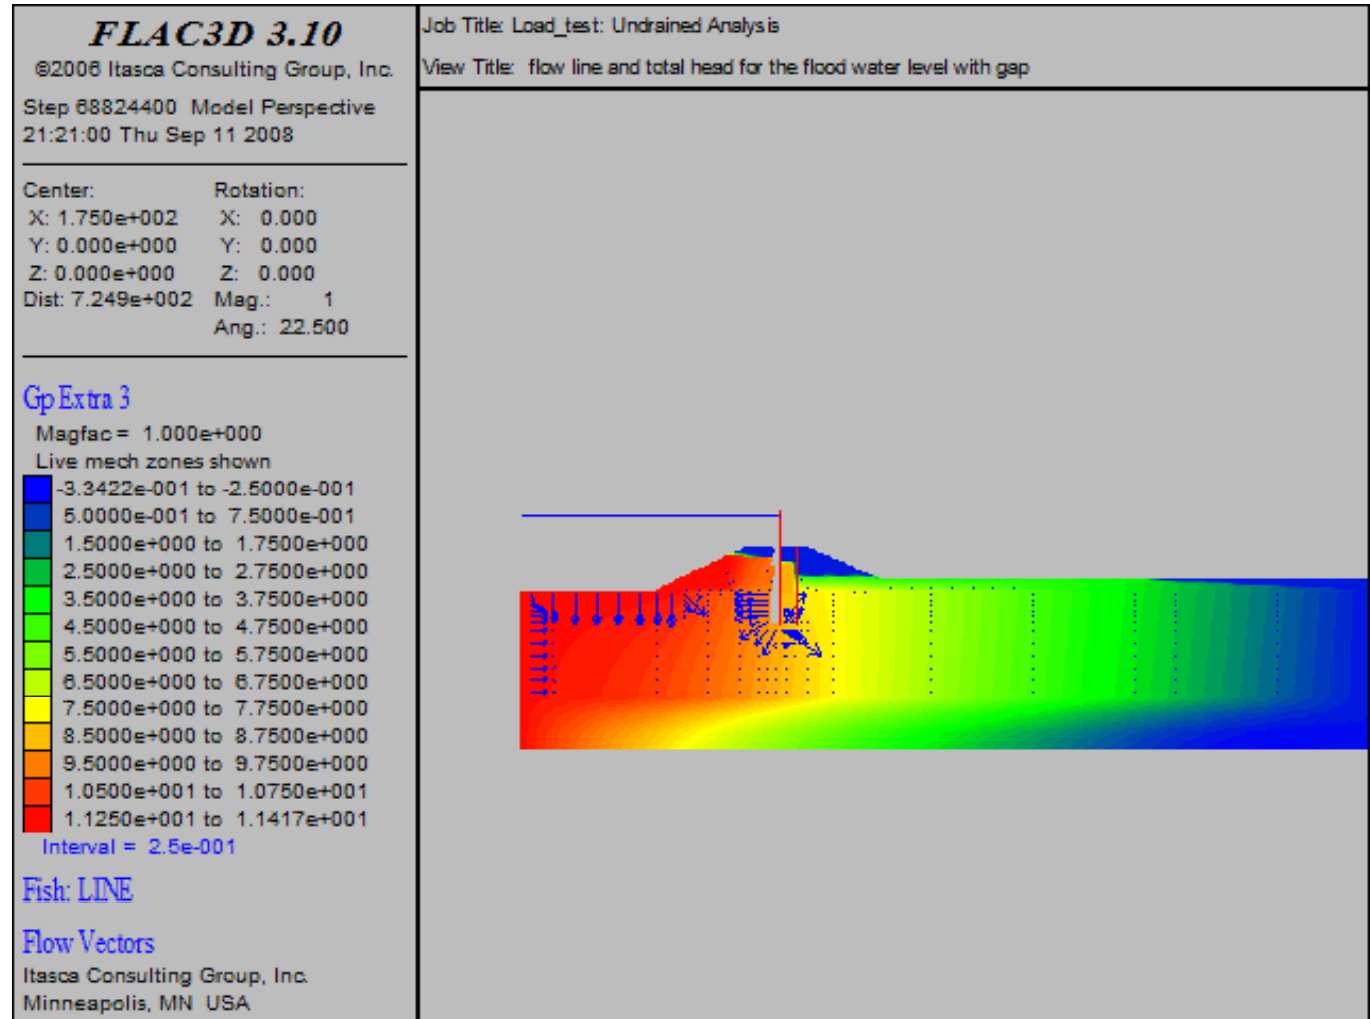 FLAC3D 3.10
©2006 Itasca Consulting Group, Inc.
Step 68824400 Model Perspective
21:21:00 Thu Sep 11 2008
Center: Rotation:
X: 1.750e+002 X: 0.000
Y: 0.000e+000 Y: 0.000
Z: 0.000e+000 Z: 0.000
Dist: 7.249e+002 Mag.: 1
Ang.: 22.500
Gp Extra 3
Magfac = 1.000e+000
Live mech zones shown
-3.3422e-001 to -2.5000e-001
5.0000e-001 to 7.5000e-001
1.5000e+000 to 1.7500e+000
2.5000e+000 to 2.7500e+000
3.5000e+000 to 3.7500e+000
4.5000e+000 to 4.7500e+000
5.5000e+000 to 5.7500e+000
6.5000e+000 to 6.7500e+000
7.5000e+000 to 7.7500e+000
8.5000e+000 to 8.7500e+000
9.5000e+000 to 9.7500e+000
1.0500e+001 to 1.0750e+001
1.1250e+001 to 1.1417e+001
Interval = 2.5e-001
Fish: LINE
Flow Vectors
Itasca Consulting Group, Inc.
Minneapolis, MN USA
Job Title: Load_test: Undrained Analysis
View Title: flow line and total head for the flood water level with gap